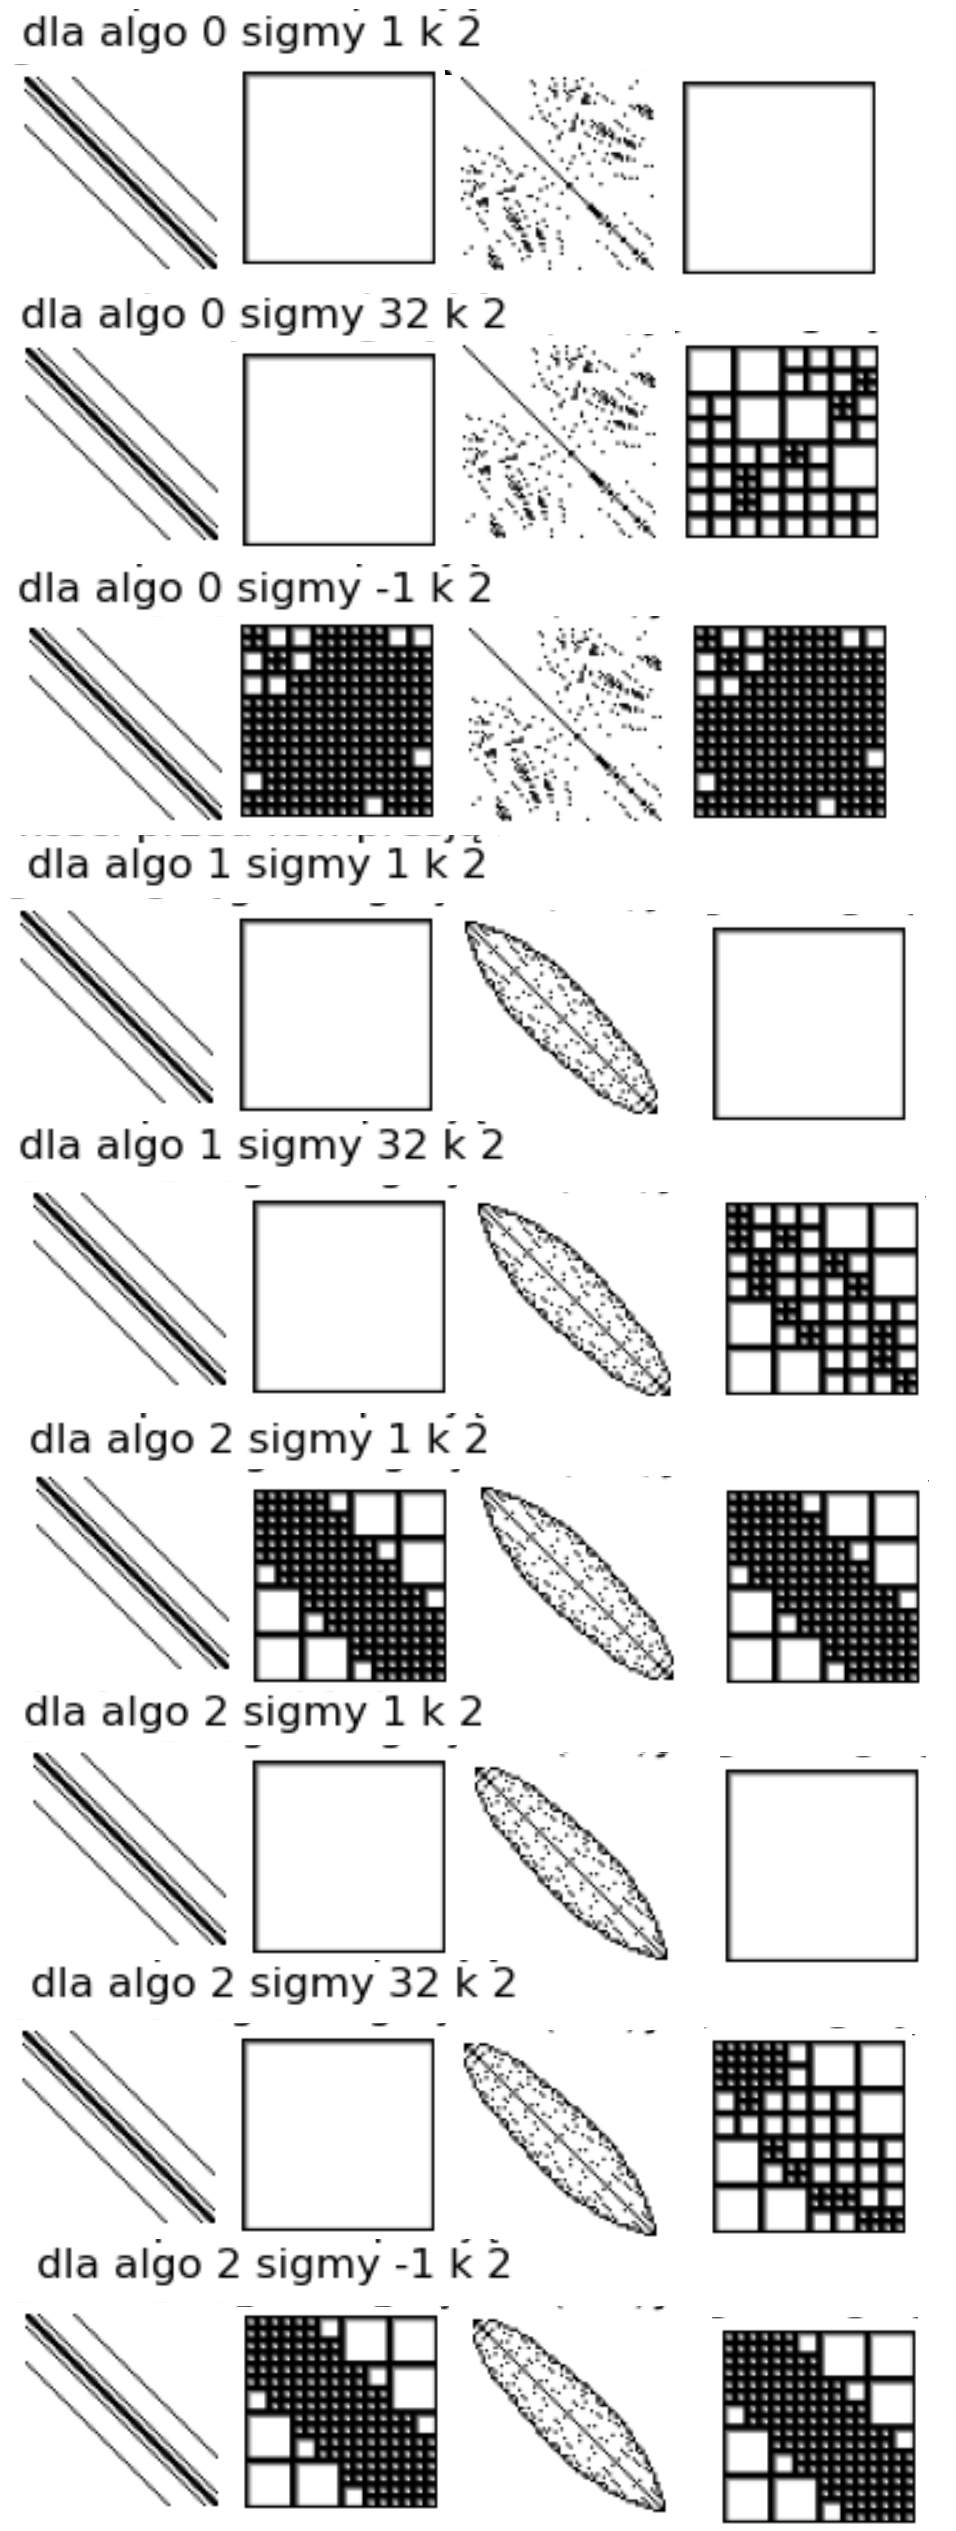 dla algo 0 sigmy 1 k 2
dla algo 0 sigmy 32 k 2
dla algo 0 sigmy -1 k 2
dla algo 1 sigmy 1 k 2
dla algo 1 sigmy 32 k 2
dla algo 2 sigmy 1 k 2
dla algo 2 sigmy 1 k 2
dla algo 2 sigmy 32 k 2
dla algo 2 sigmy -1 k 2